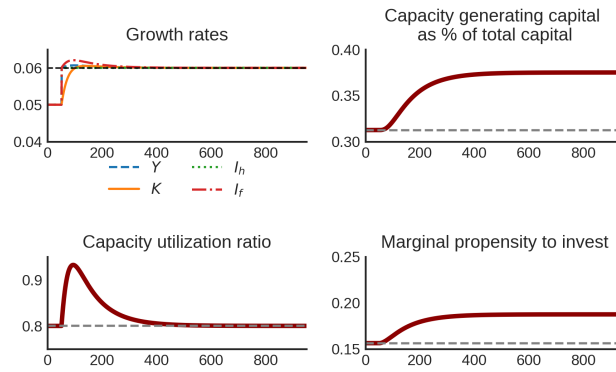 Growth rates
0.06
0.05
0.04
0 200 400 600 800
Y
K
I_h
I_f
Capacity generating capital
as % of total capital
0.40
0.35
0.30
0 200 400 600 800
Capacity utilization ratio
0.9
0.8
0 200 400 600 800
Marginal propensity to invest
0.25
0.20
0.15
0 200 400 600 800